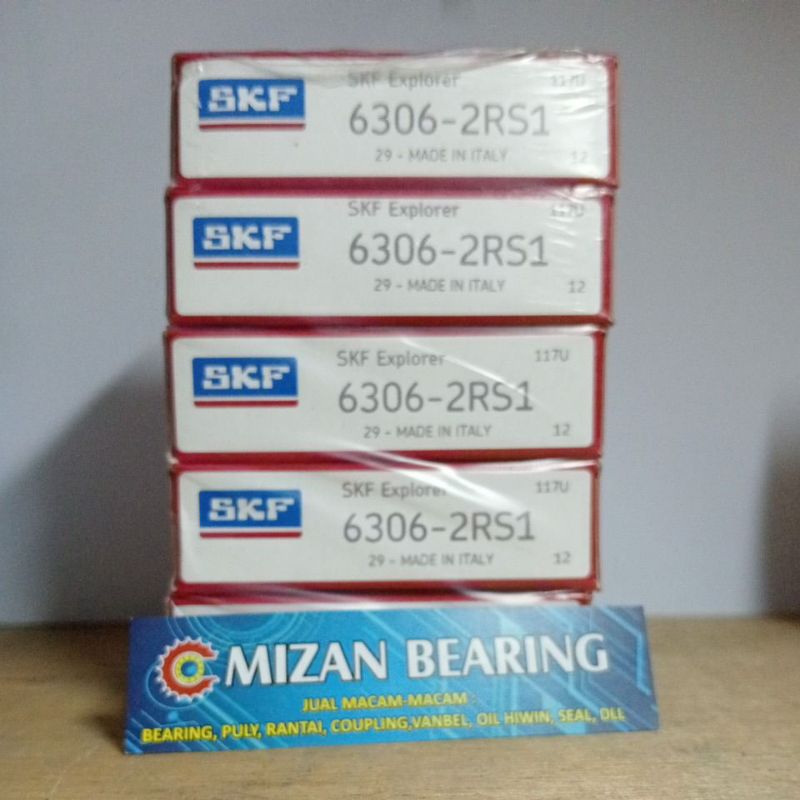 SKF
SKF Explorer 117U
6306-2RS1
29 - MADE IN ITALY 12
SKF
SKF Explorer 117U
6306-2RS1
29 - MADE IN ITALY 12
SKF
SKF Explorer 117U
6306-2RS1
29 - MADE IN ITALY 12
SKF
SKF Explorer 117U
6306-2RS1
29 - MADE IN ITALY 12
MIZAN BEARING
JUAL MACAM-MACAM :
BEARING, PULY, RANTAI, COUPLING,VANBEL, OIL HIWIN, SEAL, DLL